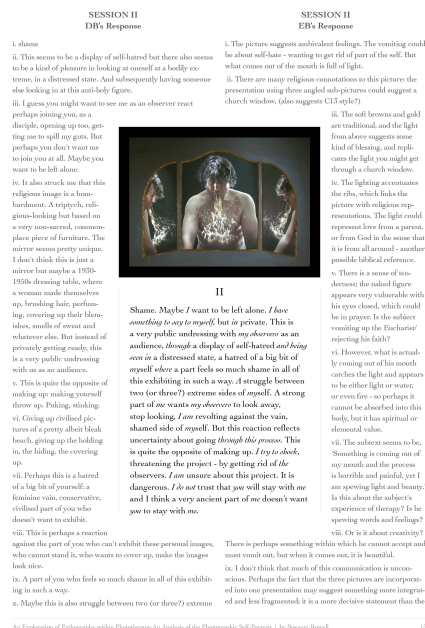 SESSION II
DB's Response
i. shame
ii. This seems to be a display of self-hatred but there also seems
to be a kind of pleasure in looking at oneself at a bodily ex-
treme, in a distressed state. And subsequently having someone
else looking in at this anti-holy figure.
iii. I guess you might want to see me as an observer react
perhaps joining you, as a
disciple, opening up too, get-
ting me to spill my guts. But
perhaps you don't want me
to join you at all. Maybe you
want to be left alone.
iv. It also struck me that this
religious image is a bom-
bardment. A triptych, reli-
gious-looking but based on
a very non-sacred, common-
place piece of furniture. The
mirror seems pretty unique.
I don't think this is just a
mirror but maybe a 1930-
1950s dressing table, where
a woman made themselves
up, brushing hair, perfum-
ing, covering up their blem-
ishes, smells of sweat and
whatever else. But instead of
privately getting ready, this
is a very public undressing
with us as an audience.
v. This is quite the opposite of
making up: making yourself
throw up. Puking, stinking.
vi. Giving up civilised pic-
tures of a pretty albeit bleak
beach, giving up the holding
in, the hiding, the covering
up.
vii. Perhaps this is a hatred
of a big bit of yourself; a
feminine vain, conservative,
civilised part of you who
doesn't want to exhibit.
viii. This is perhaps a reaction
against the part of you who can't exhibit these personal images,
who cannot stand it, who wants to cover up, make the images
look nice.
ix. A part of you who feels so much shame in all of this exhibit-
ing in such a way.
x. Maybe this is also struggle between two (or three?) extreme
II
Shame. Maybe I want to be left alone. I have
something to say to myself, but in private. This is
a very public undressing with my observers as an
audience, through a display of self-hatred and being
seen in a distressed state, a hatred of a big bit of
myself where a part feels so much shame in all of
this exhibiting in such a way. A struggle between
two (or three?) extreme sides of myself. A strong
part of me wants my observers to look away,
stop looking, I am revolting against the vain,
shamed side of myself. But this reaction reflects
uncertainty about going through this process. This
is quite the opposite of making up. I try to shock,
threatening the project - by getting rid of the
observers. I am unsure about this project. It is
dangerous. I do not trust that you will stay with me
and I think a very ancient part of me doesn't want
you to stay with me.
SESSION II
EB's Response
i. The picture suggests ambivalent feelings. The vomiting could
be about self-hate - wanting to get rid of part of the self. But
what comes out of the mouth is full of light.
ii. There are many religious connotations to this picture: the
presentation using three angled sub-pictures could suggest a
church window. (also suggests C13 style?)
iii. The soft browns and gold
are traditional, and the light
from above suggests some
kind of blessing, and repli-
cates the light you might get
through a church window.
iv. The lighting accentuates
the ribs, which links the
picture with religious rep-
resentations. The light could
represent love from a parent,
or from God in the sense that
it is from all around - another
possible biblical reference.
v. There is a sense of ten-
derness; the naked figure
appears very vulnerable with
his eyes closed, which could
be in prayer. Is the subject
vomiting up the Eucharist/
rejecting his faith?
vi. However, what is actual-
ly coming out of his mouth
catches the light and appears
to be either light or water,
or even fire - so perhaps it
cannot be absorbed into this
body, but it has spiritual or
elemental value.
vii. The subtext seems to be,
'Something is coming out of
my mouth and the process
is horrible and painful, yet I
am spewing light and beauty.'
Is this about the subject's
experience of therapy? Is he
spewing words and feelings?
viii. Or is it about creativity?
There is perhaps something within which he cannot accept and
must vomit out, but when it comes out, it is beautiful.
ix. I don't think that much of this communication is uncon-
scious. Perhaps the fact that the three pictures are incorporat-
ed into one presentation may suggest something more integrat-
ed and less fragmented; it is a more decisive statement than the
An Exploration of Pathography within Phototherapy: An Analysis of the Photographic Self-Portrait | by Spencer Rowell